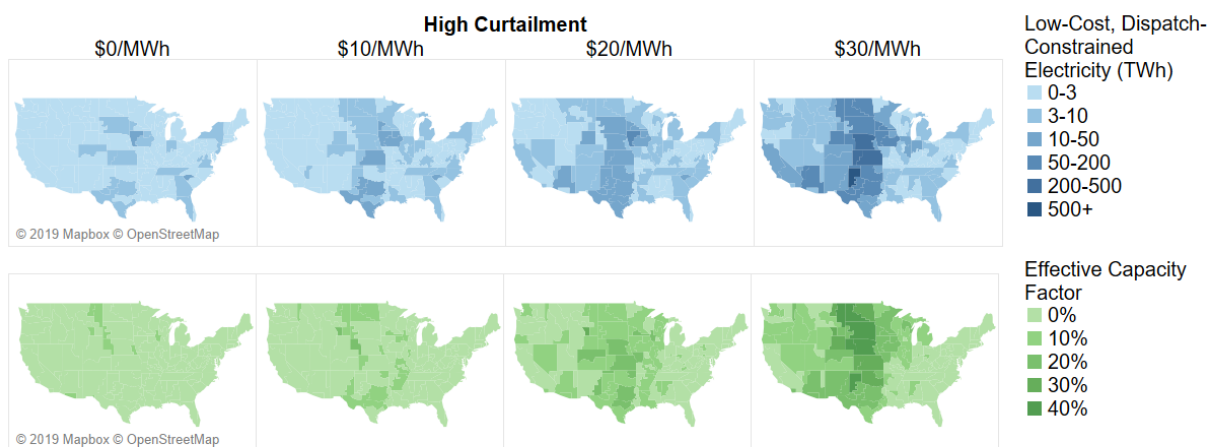 High Curtailment
$0/MWh
$10/MWh
$20/MWh
$30/MWh
© 2019 Mapbox © OpenStreetMap
Low-Cost, Dispatch-
Constrained
Electricity (TWh)
0-3
3-10
10-50
50-200
200-500
500+
© 2019 Mapbox © OpenStreetMap
Effective Capacity
Factor
0%
10%
20%
30%
40%